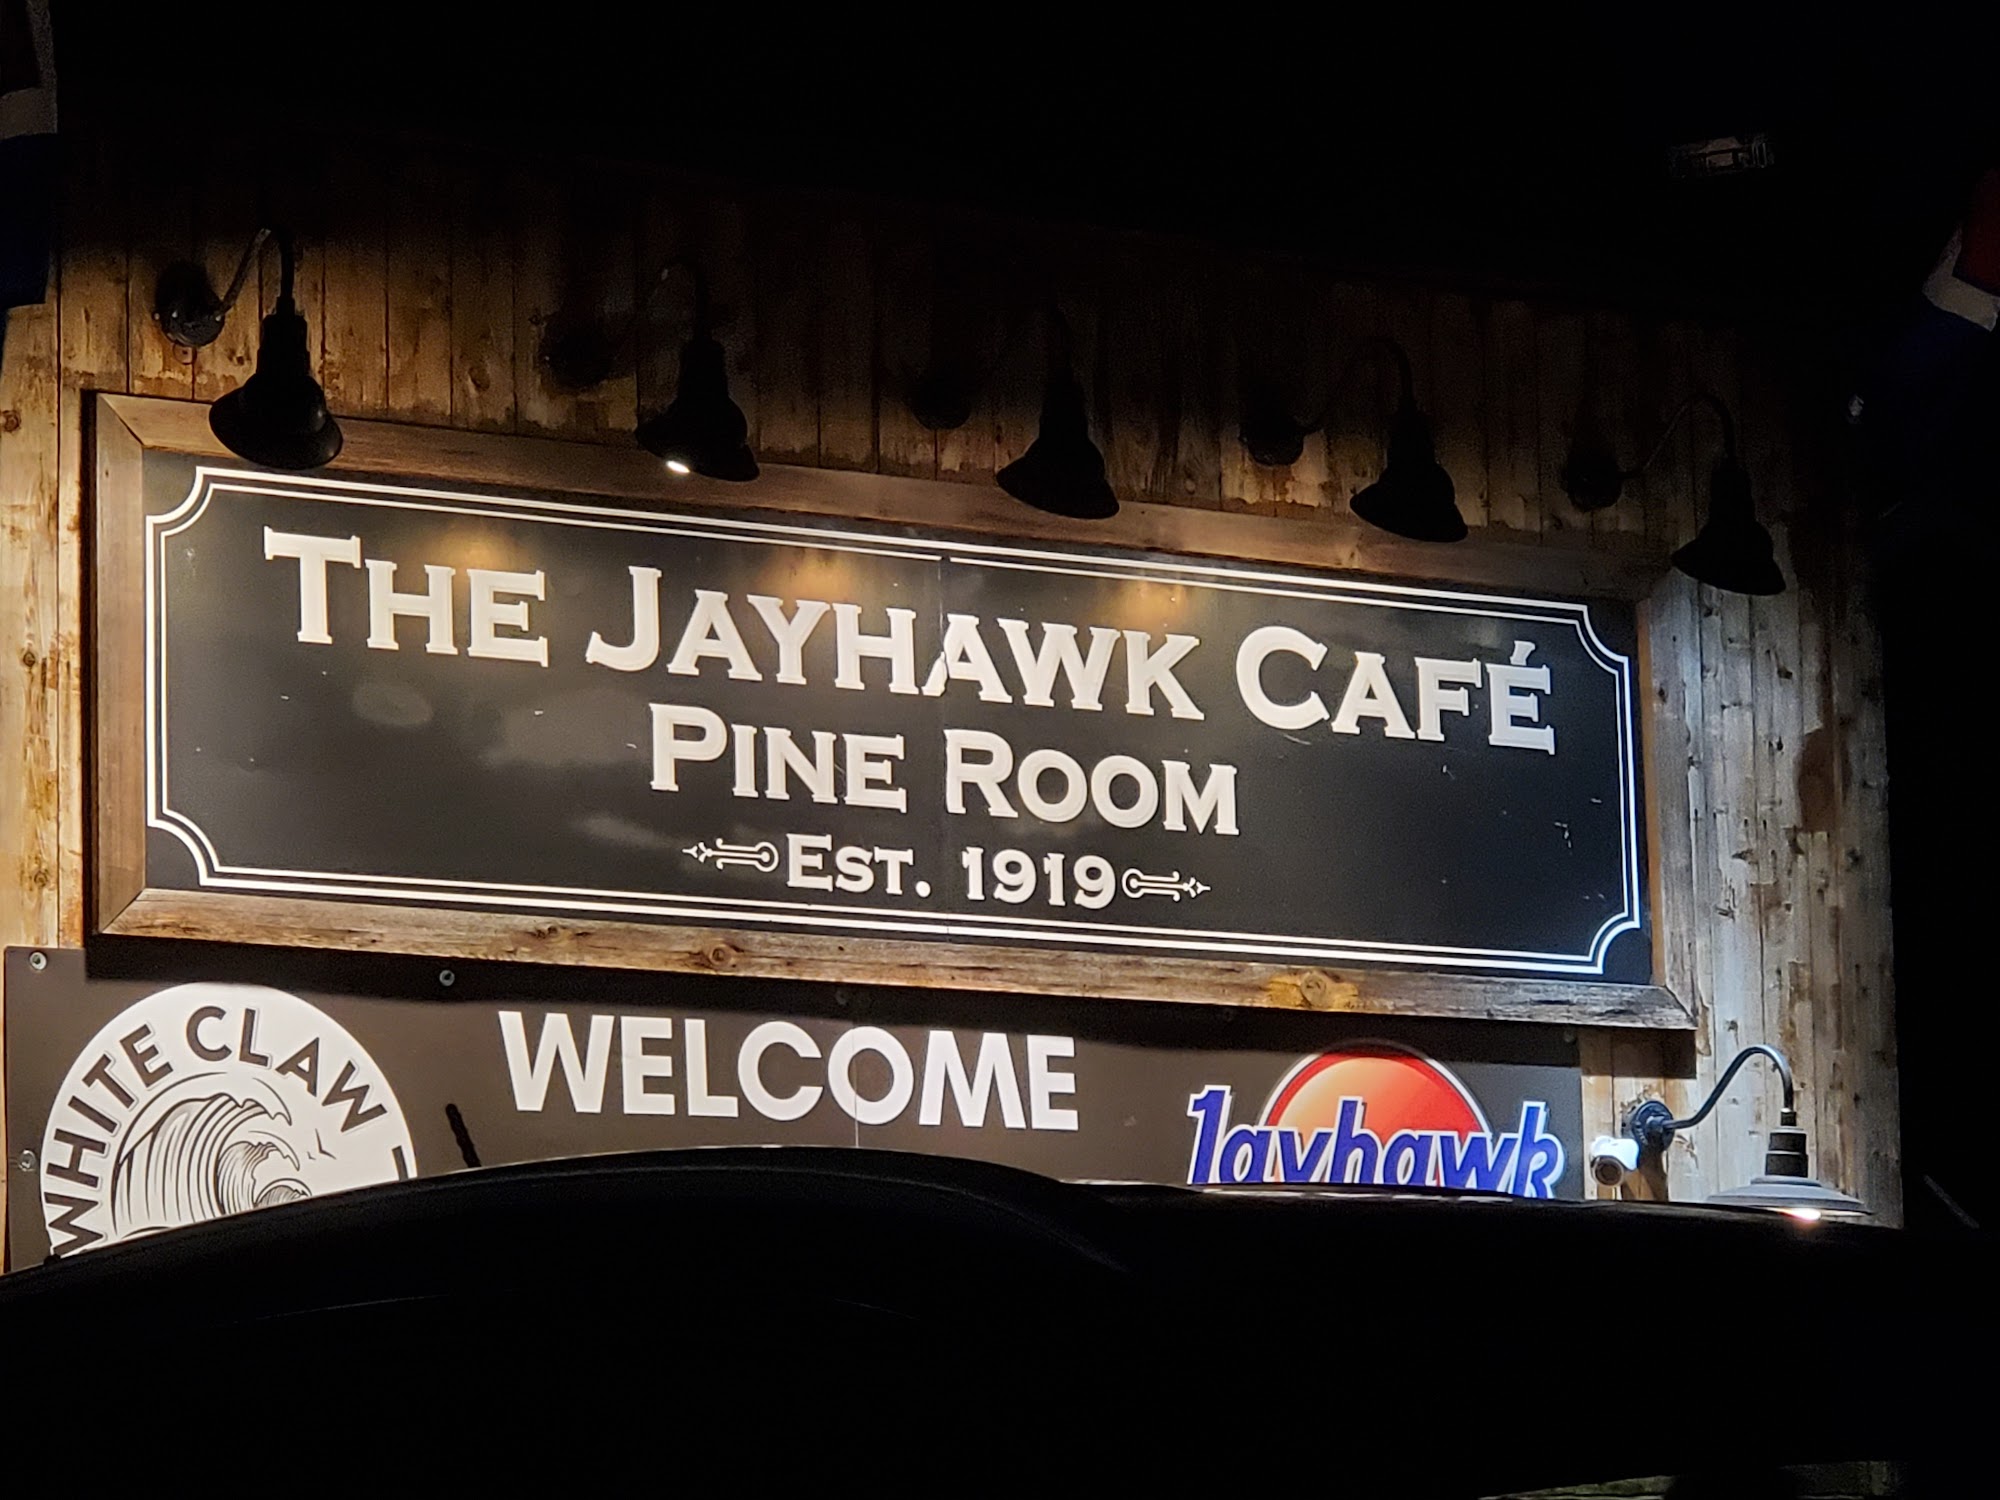 THE JAYHAWK CAFÉ
PINE ROOM
EST. 1919
WHITE CLAW
WELCOME
Jayhawk